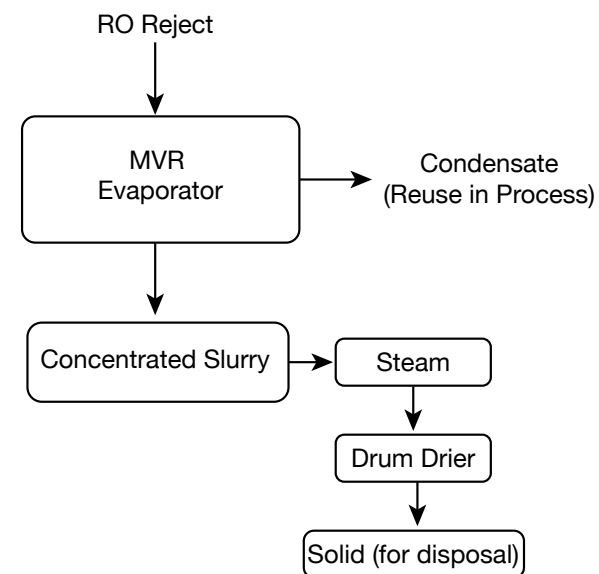 RO Reject
MVR
Evaporator
Condensate
(Reuse in Process)
Concentrated Slurry
Steam
Drum Drier
Solid (for disposal)